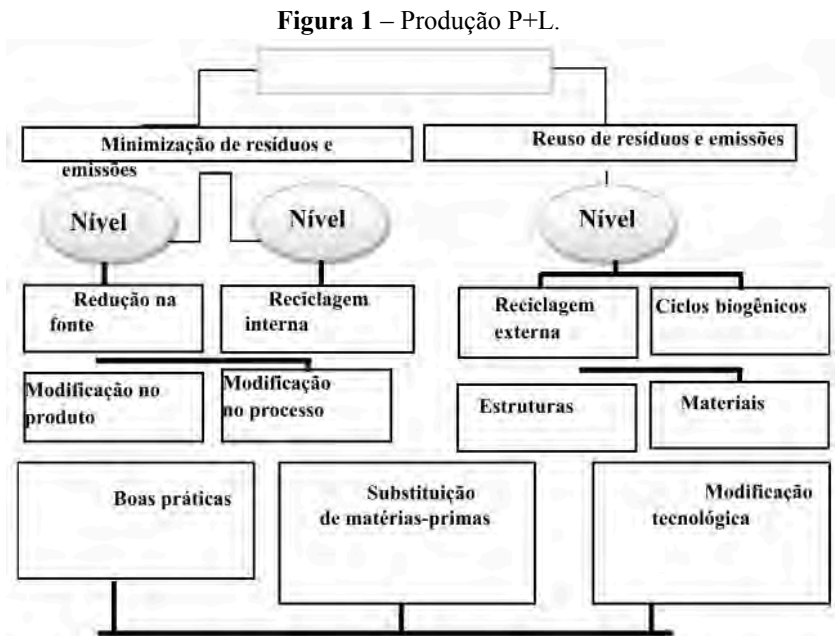 Figura 1 – Produção P+L.
Minimização de resíduos e
emissões
Reuso de resíduos e emissões
Nível
Nível
Nível
Redução na
fonte
Reciclagem
interna
Reciclagem
externa
Ciclos biogênicos
Modificação no
produto
Modificação
no processo
Estruturas
Materiais
Boas práticas
Substituição
de matérias-primas
Modificação
tecnológica